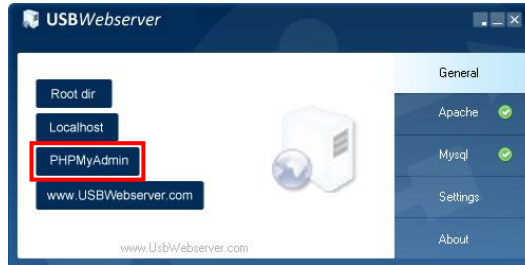 USBWebserver
General
Root dir
Apache
Localhost
PHPMyAdmin
Mysql
www.USBWebserver.com
Settings
www.UsbWebserver.com
About